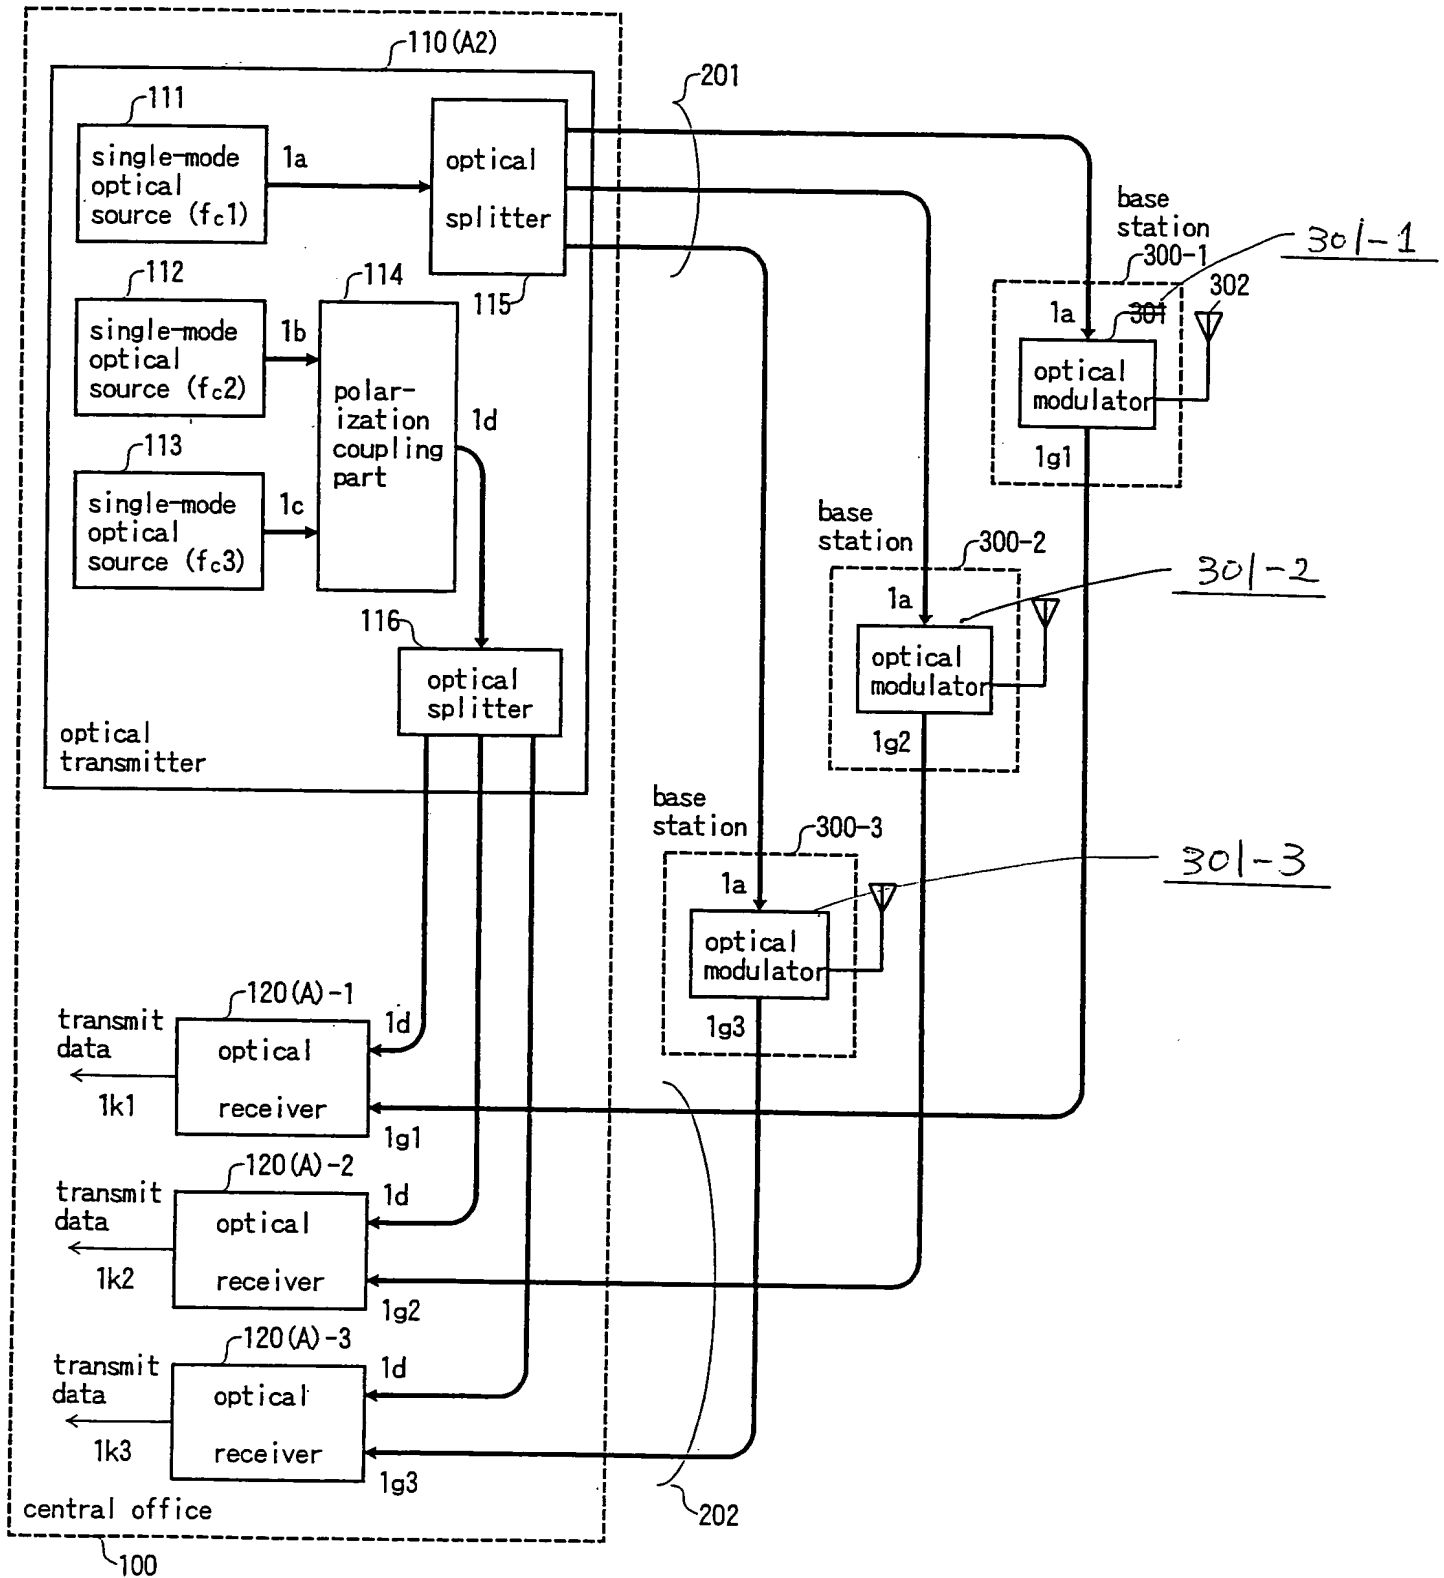 110(A2)
201
111
single-mode
optical
source (fc1)
1a
optical
splitter
115
base
station
300-1
301-1
301
302
1a
optical
modulator
1g1
112
single-mode
optical
source (fc2)
1b
114
polar-
ization
coupling
part
1d
113
single-mode
optical
source (fc3)
1c
base
station
300-2
301-2
1a
optical
modulator
1g2
116
optical
splitter
optical
transmitter
base
station
300-3
301-3
1a
optical
modulator
1g3
120(A)-1
transmit
data
1k1
optical
receiver
1d
1g1
120(A)-2
transmit
data
1k2
optical
receiver
1d
1g2
120(A)-3
transmit
data
1k3
optical
receiver
1d
1g3
central office
202
100